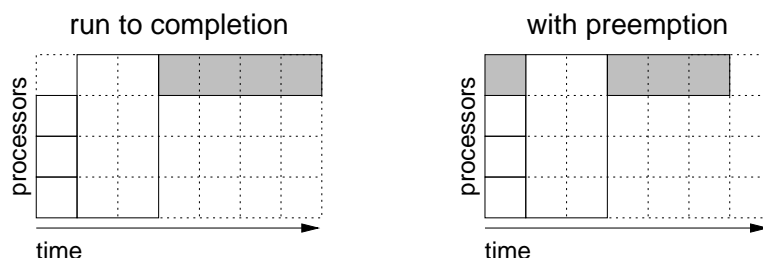 run to completion
processors
time
with preemption
processors
time